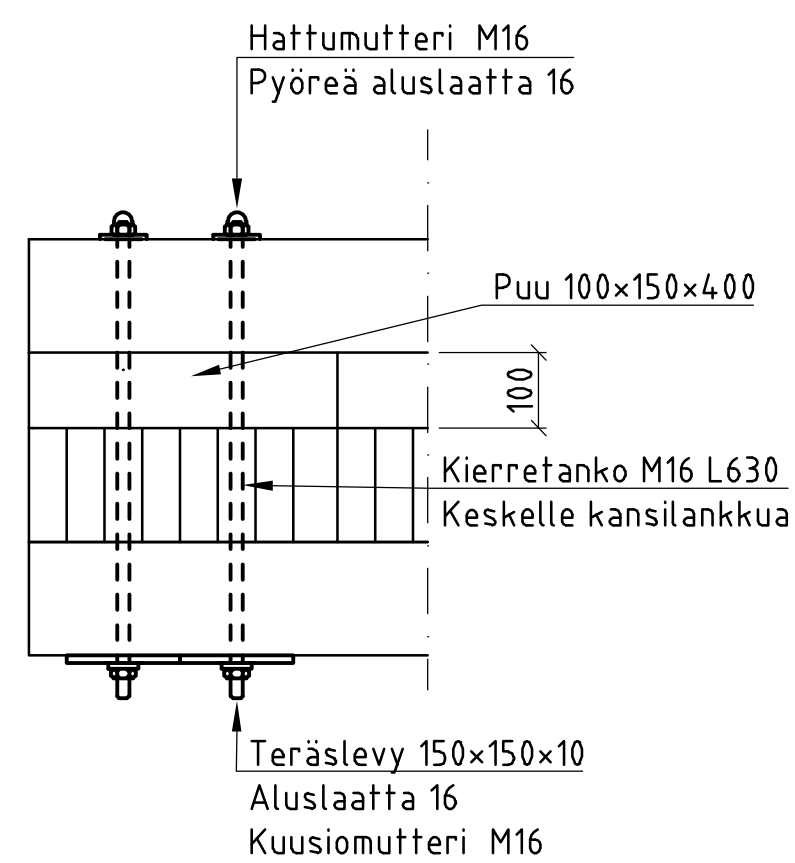 Hattumutteri M16
Pyöreä aluslaatta 16
Puu 100×150×400
100
Kierretanko M16 L630
Keskelle kansilankkua
Teräslevy 150×150×10
Aluslaatta 16
Kuusiomutteri M16